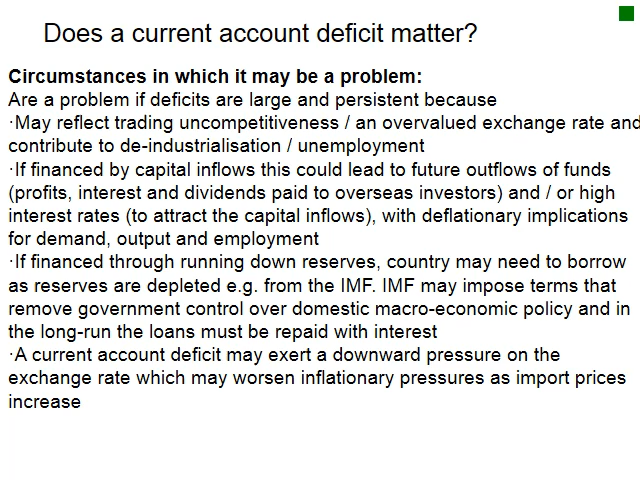 Does a current account deficit matter?
Circumstances in which it may be a problem:
Are a problem if deficits are large and persistent because
·May reflect trading uncompetitiveness / an overvalued exchange rate and
contribute to de-industrialisation / unemployment
·If financed by capital inflows this could lead to future outflows of funds
(profits, interest and dividends paid to overseas investors) and / or high
interest rates (to attract the capital inflows), with deflationary implications
for demand, output and employment
·If financed through running down reserves, country may need to borrow
as reserves are depleted e.g. from the IMF. IMF may impose terms that
remove government control over domestic macro-economic policy and in
the long-run the loans must be repaid with interest
·A current account deficit may exert a downward pressure on the
exchange rate which may worsen inflationary pressures as import prices
increase